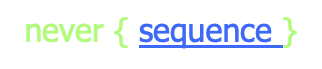 never { sequence }